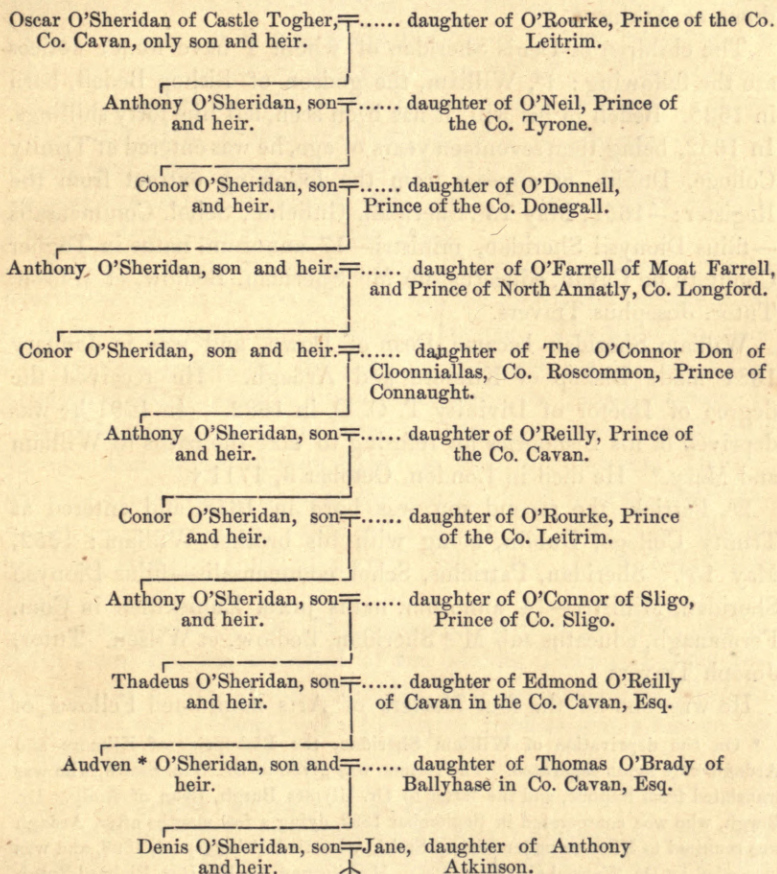 Oscar O'Sheridan of Castle Togher, ...... daughter of O'Rourke, Prince of the Co.
Co. Cavan, only son and heir. Leitrim.
Anthony O'Sheridan, son ...... daughter of O'Neil, Prince of
and heir. the Co. Tyrone.
Conor O'Sheridan, son ...... daughter of O'Donnell,
and heir. Prince of the Co. Donegall.
Anthony O'Sheridan, son and heir. ...... daughter of O'Farrell of Moat Farrell,
and Prince of North Annatly, Co. Longford.
Conor O'Sheridan, son and heir. ...... daughter of The O'Connor Don of
Cloonniallas, Co. Roscommon, Prince of
Connaught.
Anthony O'Sheridan, son ...... daughter of O'Reilly, Prince of
and heir. the Co. Cavan.
Conor O'Sheridan, son ...... daughter of O'Rourke, Prince
and heir. of the Co. Leitrim.
Anthony O'Sheridan, son ...... daughter of O'Connor of Sligo,
and heir. Prince of Co. Sligo.
Thadeus O'Sheridan, son ...... daughter of Edmond O'Reilly
and heir. of Cavan in the Co. Cavan, Esq.
Audven * O'Sheridan, son and ...... daughter of Thomas O'Brady of
heir. Ballyhase in Co. Cavan, Esq.
Denis O'Sheridan, son Jane, daughter of Anthony
and heir. Atkinson.